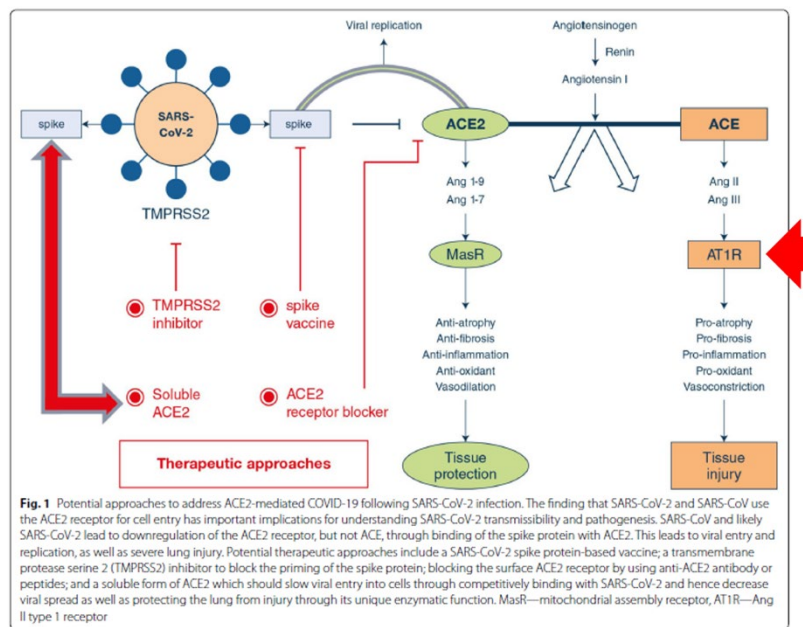 Viral replication
Angiotensinogen
Renin
Angiotensin I
spike
SARS-
CoV-2
spike
ACE2
ACE
TMPRSS2
Ang 1-9
Ang 1-7
Ang II
Ang III
MasR
AT1R
TMPRSS2
inhibitor
spike
vaccine
Anti-atrophy
Anti-fibrosis
Anti-inflammation
Anti-oxidant
Vasodilation
Pro-atrophy
Pro-fibrosis
Pro-inflammation
Pro-oxidant
Vasoconstriction
Soluble
ACE2
ACE2
receptor blocker
Therapeutic approaches
Tissue
protection
Tissue
injury
Fig. 1 Potential approaches to address ACE2-mediated COVID-19 following SARS-CoV-2 infection. The finding that SARS-CoV-2 and SARS-CoV use
the ACE2 receptor for cell entry has important implications for understanding SARS-CoV-2 transmissibility and pathogenesis. SARS-CoV and likely
SARS-CoV-2 lead to downregulation of the ACE2 receptor, but not ACE, through binding of the spike protein with ACE2. This leads to viral entry and
replication, as well as severe lung injury. Potential therapeutic approaches include a SARS-CoV-2 spike protein-based vaccine; a transmembrane
protease serine 2 (TMPRSS2) inhibitor to block the priming of the spike protein; blocking the surface ACE2 receptor by using anti-ACE2 antibody or
peptides; and a soluble form of ACE2 which should slow viral entry into cells through competitively binding with SARS-CoV-2 and hence decrease
viral spread as well as protecting the lung from injury through its unique enzymatic function. MasR—mitochondrial assembly receptor, AT1R—Ang
II type 1 receptor